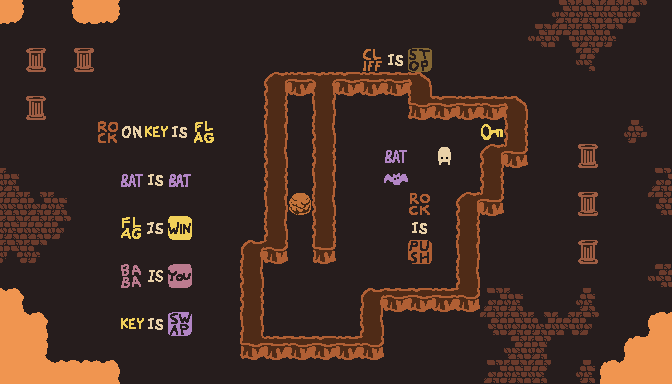 CLIFF IS STOP
ROCK ON KEY IS FLAG
BAT IS BAT
BAT
ROCK
IS
PUSH
FLAG IS WIN
BABA IS YOU
KEY IS SWAP